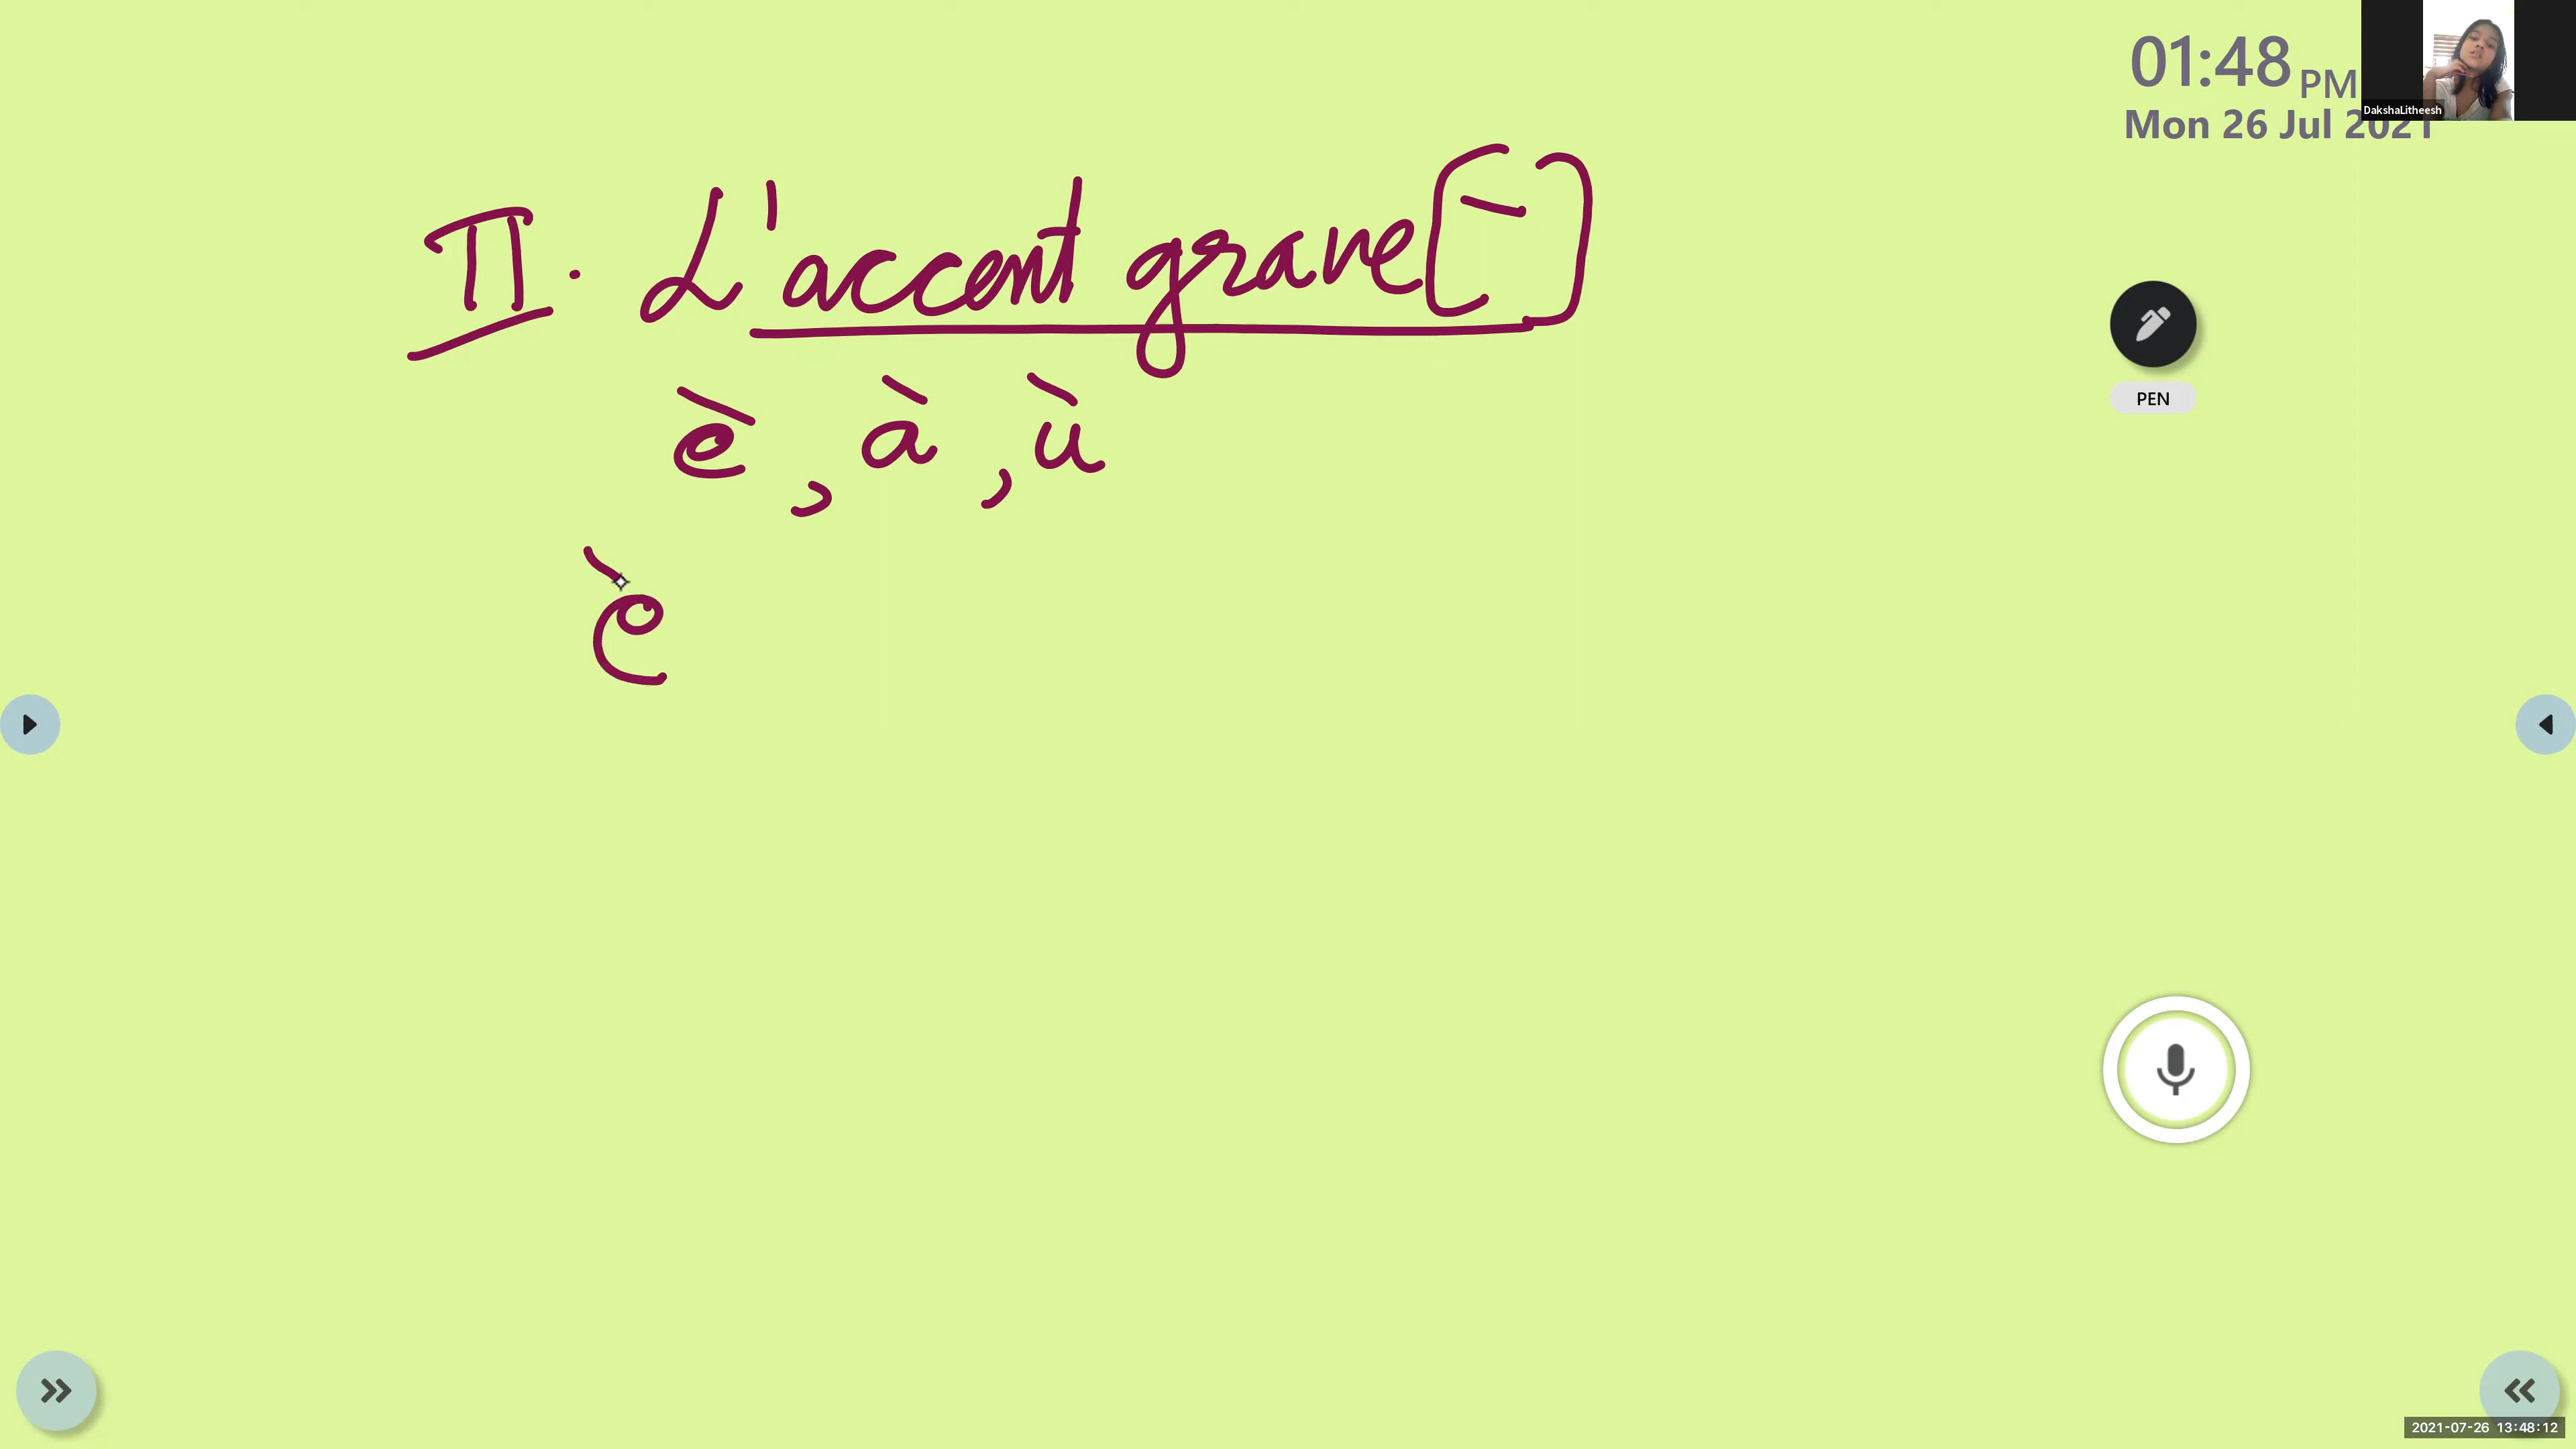 01:48 PM
DakshaLitheesh
Mon 26 Jul 2021
II. L'accent grave [`]
è, à, ù
è
PEN
2021-07-26 13:48:12